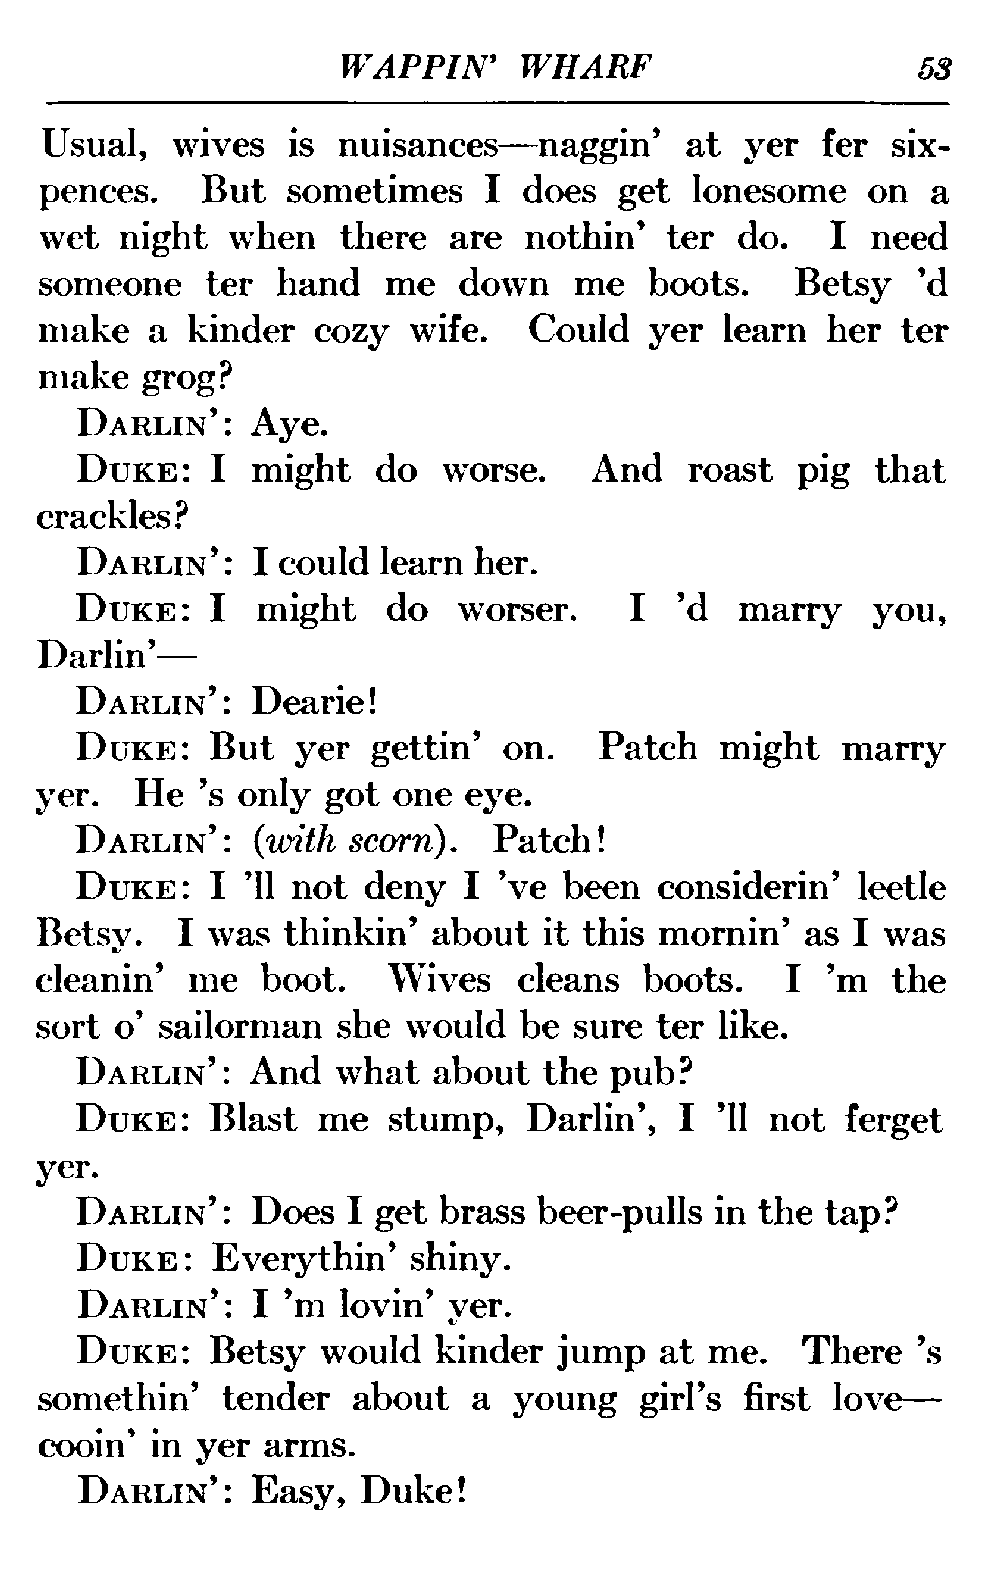 WAPPIN' WHARF 53
Usual, wives is nuisances—naggin' at yer fer six-
pences. But sometimes I does get lonesome on a
wet night when there are nothin' ter do. I need
someone ter hand me down me boots. Betsy 'd
make a kinder cozy wife. Could yer learn her ter
make grog?
DARLIN': Aye.
DUKE: I might do worse. And roast pig that
crackles?
DARLIN': I could learn her.
DUKE: I might do worser. I 'd marry you,
Darlin'—
DARLIN': Dearie!
DUKE: But yer gettin' on. Patch might marry
yer. He 's only got one eye.
DARLIN': (with scorn). Patch!
DUKE: I 'll not deny I 've been considerin' leetle
Betsy. I was thinkin' about it this mornin' as I was
cleanin' me boot. Wives cleans boots. I 'm the
sort o' sailorman she would be sure ter like.
DARLIN': And what about the pub?
DUKE: Blast me stump, Darlin', I 'll not ferget
yer.
DARLIN': Does I get brass beer-pulls in the tap?
DUKE: Everythin' shiny.
DARLIN': I 'm lovin' yer.
DUKE: Betsy would kinder jump at me. There 's
somethin' tender about a young girl's first love—
cooin' in yer arms.
DARLIN': Easy, Duke!